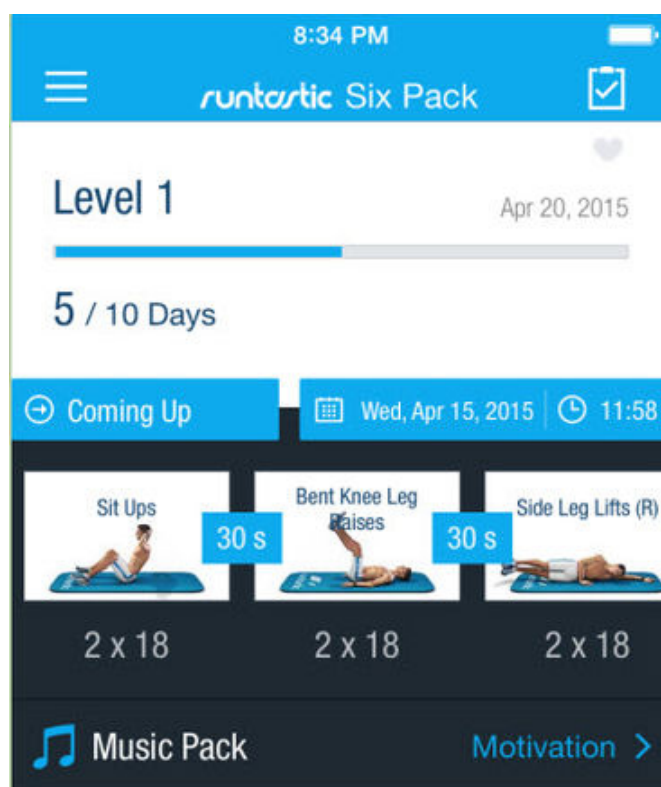 8:34 PM
runtastic Six Pack
Level 1
Apr 20, 2015
5 / 10 Days
Coming Up
Wed, Apr 15, 2015
11:58
Sit Ups
30 s
Bent Knee Leg
Raises
30 s
Side Leg Lifts (R)
2 x 18
2 x 18
2 x 18
Music Pack
Motivation